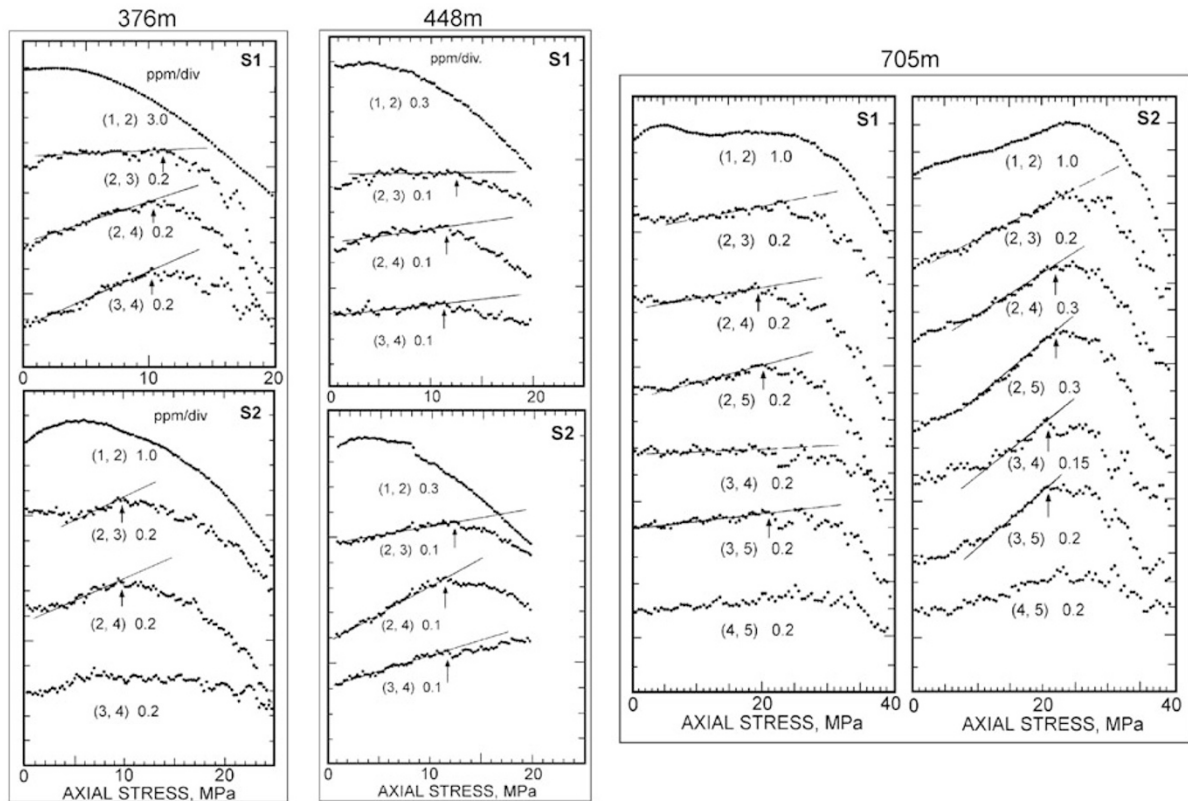 376m
ppm/div
S1
(1, 2) 3.0
(2, 3) 0.2
(2, 4) 0.2
(3, 4) 0.2
0 10 20
ppm/div
S2
(1, 2) 1.0
(2, 3) 0.2
(2, 4) 0.2
(3, 4) 0.2
0 10 20
AXIAL STRESS, MPa
448m
ppm/div.
S1
(1, 2) 0.3
(2, 3) 0.1
(2, 4) 0.1
(3, 4) 0.1
0 10 20
S2
(1, 2) 0.3
(2, 3) 0.1
(2, 4) 0.1
(3, 4) 0.1
0 10 20
AXIAL STRESS, MPa
705m
S1
(1, 2) 1.0
(2, 3) 0.2
(2, 4) 0.2
(2, 5) 0.2
(3, 4) 0.2
(3, 5) 0.2
(4, 5) 0.2
0 20 40
AXIAL STRESS, MPa
S2
(1, 2) 1.0
(2, 3) 0.2
(2, 4) 0.3
(2, 5) 0.3
(3, 4) 0.15
(3, 5) 0.2
(4, 5) 0.2
0 20 40
AXIAL STRESS, MPa